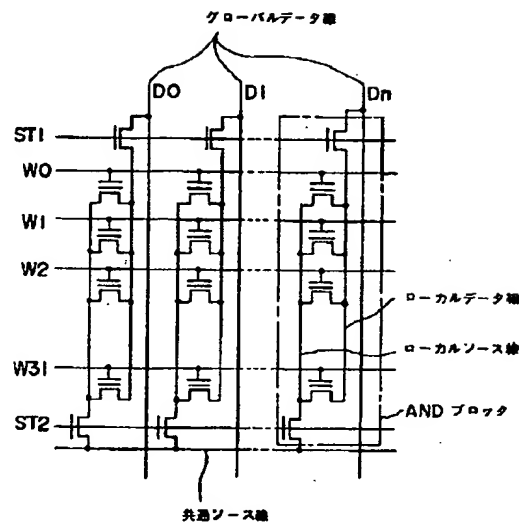 グローバルデータ線
D0 D1 Dn
ST1
W0
W1
W2
ローカルデータ線
ローカルソース線
W31
AND ブロック
ST2
共通ソース線